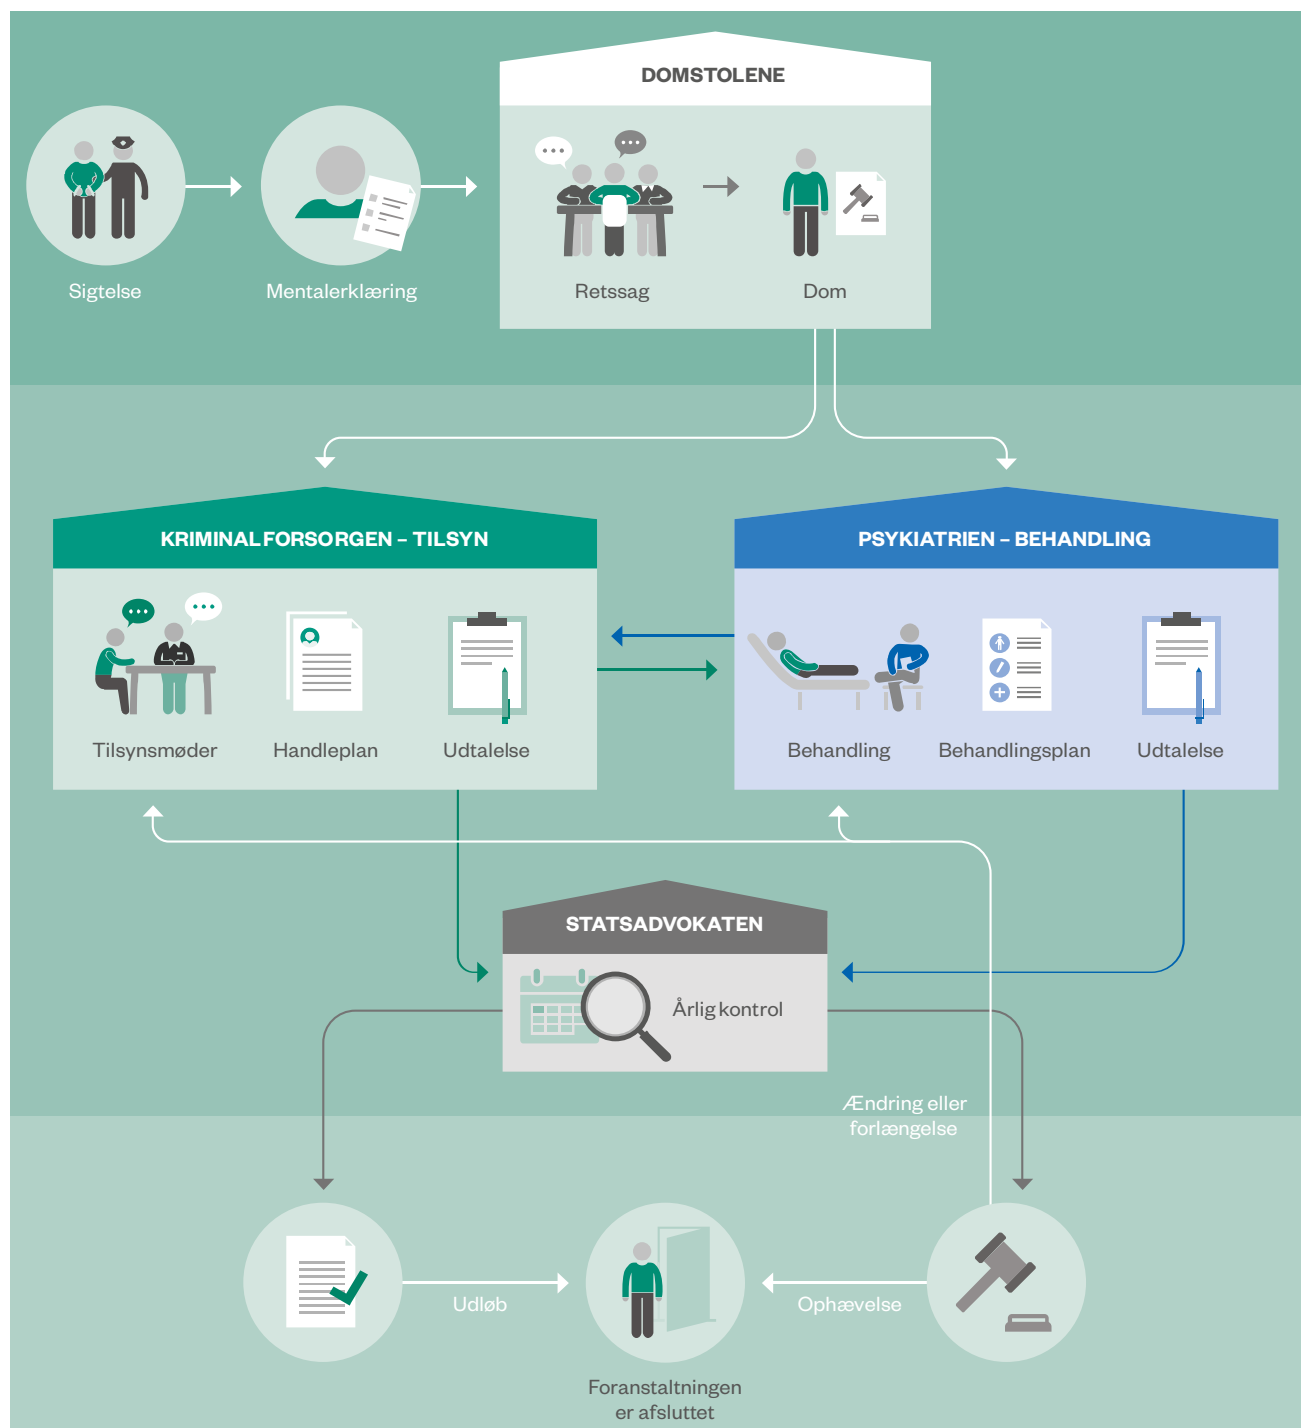 DOMSTOLENE
Sigtelse
Mentalerklæring
Retssag
Dom
KRIMINALFORSORGEN – TILSYN
Tilsynsmøder
Handleplan
Udtalelse
PSYKIATRIEN – BEHANDLING
Behandling
Behandlingsplan
Udtalelse
STATSADVOKATEN
Årlig kontrol
Ændring eller
forlængelse
Udløb
Ophævelse
Foranstaltningen
er afsluttet